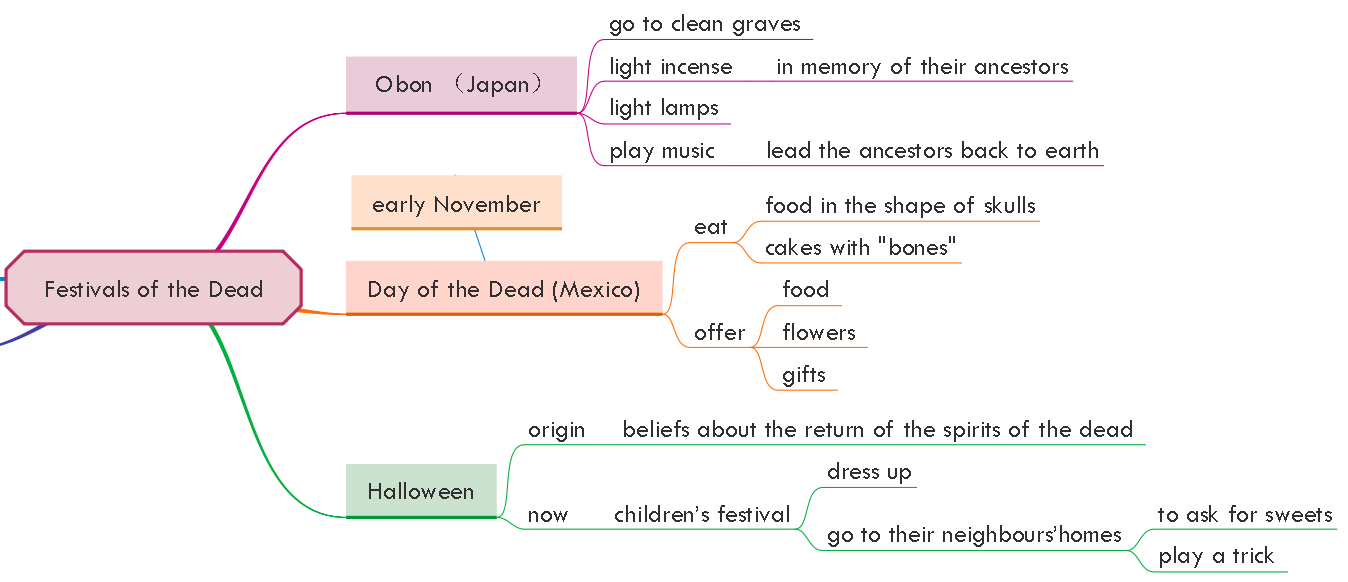 Festivals of the Dead
Obon （Japan）
go to clean graves
light incense in memory of their ancestors
light lamps
play music lead the ancestors back to earth
early November
Day of the Dead (Mexico)
eat
food in the shape of skulls
cakes with "bones"
offer
food
flowers
gifts
Halloween
origin beliefs about the return of the spirits of the dead
now children’s festival
dress up
go to their neighbours’homes
to ask for sweets
play a trick